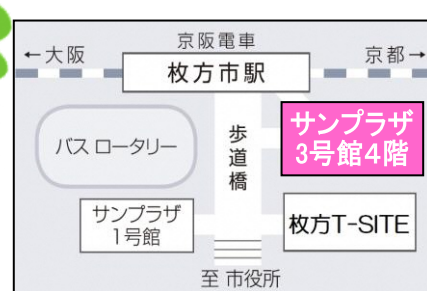 京阪電車
←大阪
京都→
枚方市駅
バス ロータリー
歩道橋
サンプラザ
3号館4階
サンプラザ
1号館
枚方T-SITE
至 市役所